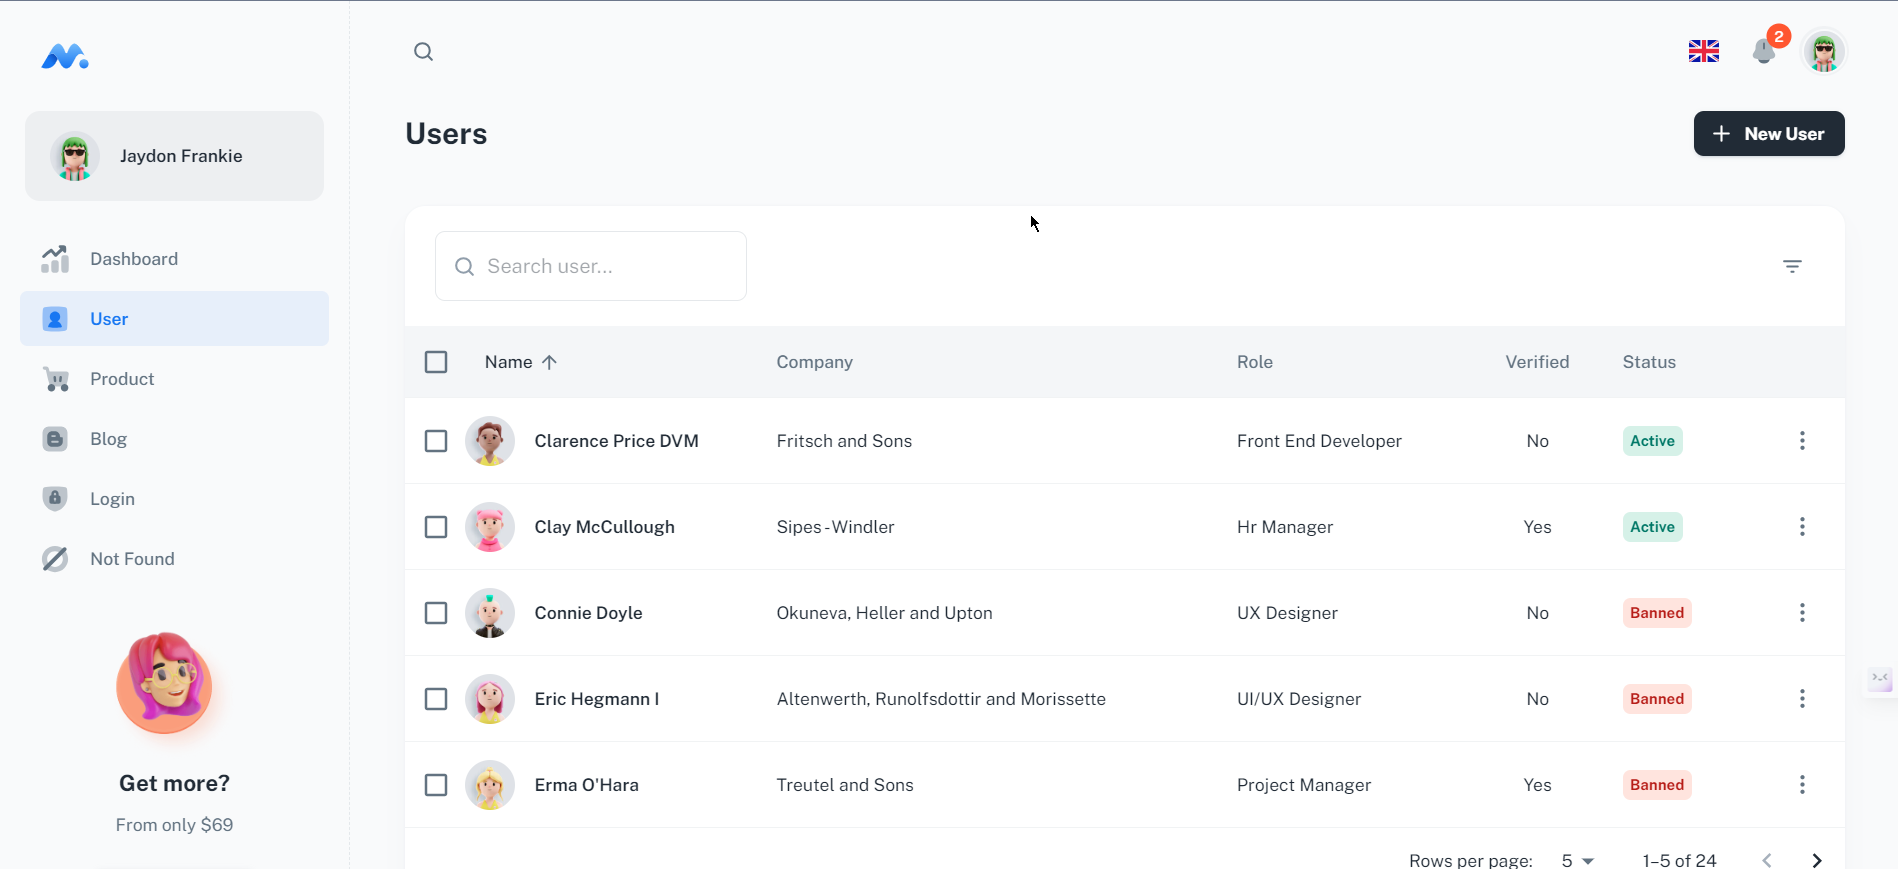 2
Jaydon Frankie
Users
New User
Dashboard
User
Product
Blog
Login
Not Found
Get more?
From only $69
Search user...
Name Company Role Verified Status
Clarence Price DVM Fritsch and Sons Front End Developer No Active
Clay McCullough Sipes - Windler Hr Manager Yes Active
Connie Doyle Okuneva, Heller and Upton UX Designer No Banned
Eric Hegmann I Altenwerth, Runolfsdottir and Morissette UI/UX Designer No Banned
Erma O'Hara Treutel and Sons Project Manager Yes Banned
Rows per page: 5 1–5 of 24